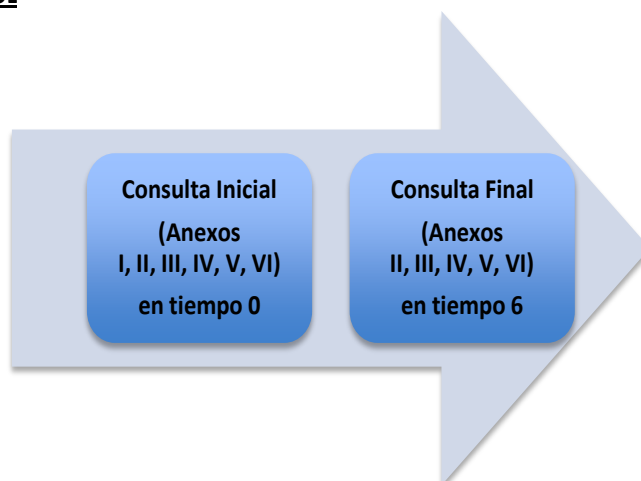 Consulta Inicial
(Anexos
I, II, III, IV, V, VI)
en tiempo 0
Consulta Final
(Anexos
II, III, IV, V, VI)
en tiempo 6